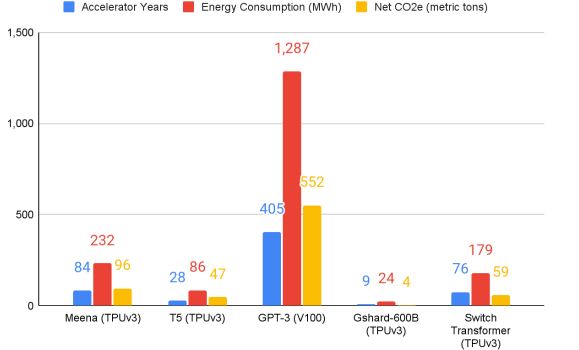 Accelerator Years Energy Consumption (MWh) Net CO2e (metric tons)
1,500
1,000
500
0
84 232 96
28 86 47
405 1,287 552
9 24 4
76 179 59
Meena (TPUv3) T5 (TPUv3) GPT-3 (V100) Gshard-600B Switch
(TPUv3) Transformer
(TPUv3)